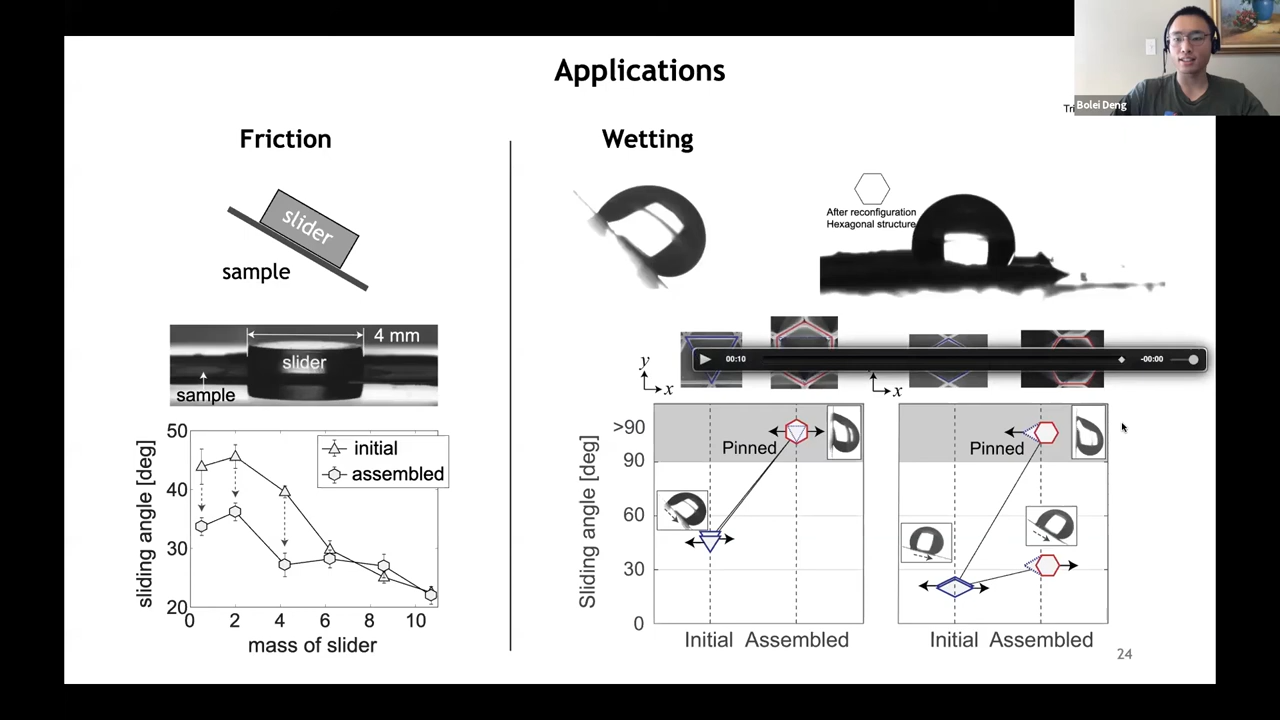 Applications
Tri
Bolei Deng
Friction
Wetting
slider
sample
After reconfiguration
Hexagonal structure
4 mm
slider
sample
00:10
-00:00
y
x
x
50
40
30
20
sliding angle [deg]
initial
assembled
0 2 4 6 8 10
mass of slider
>90
90
60
30
0
Sliding angle [deg]
Pinned
Initial Assembled
Pinned
Initial Assembled
24